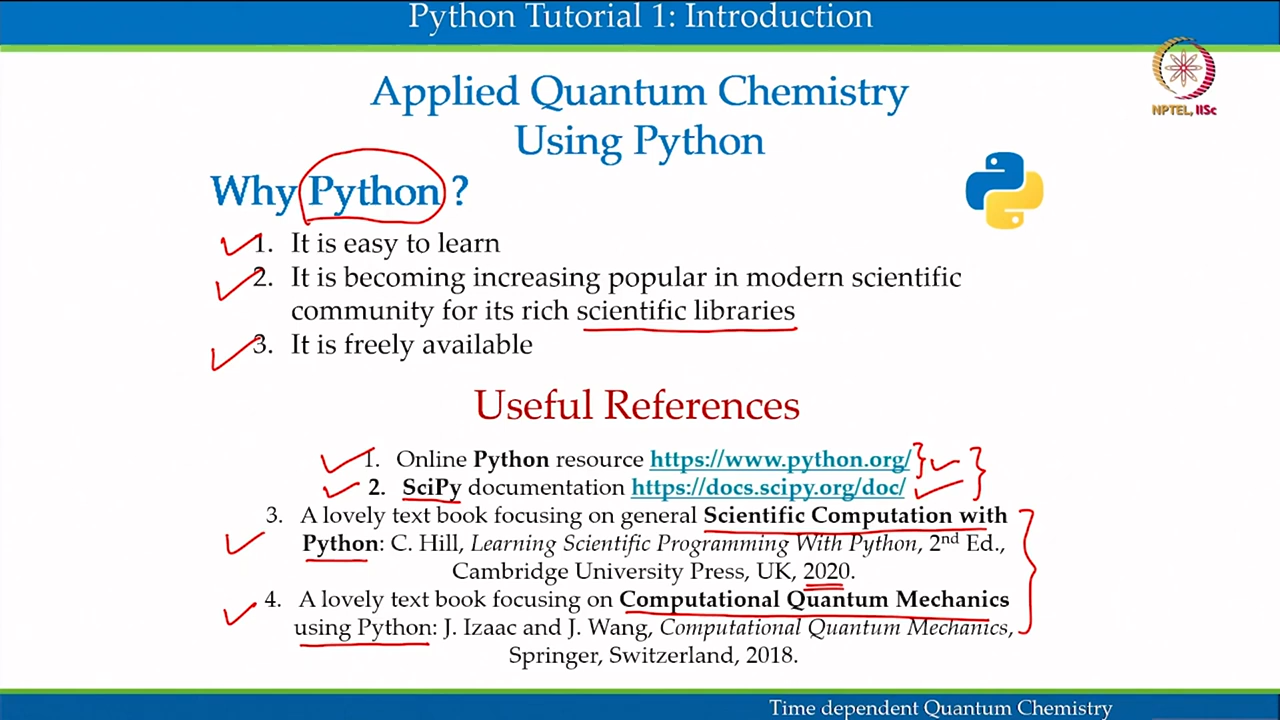 Python Tutorial 1: Introduction
NPTEL, IISc
Applied Quantum Chemistry
Using Python
Why Python ?
1. It is easy to learn
2. It is becoming increasing popular in modern scientific
community for its rich scientific libraries
3. It is freely available
Useful References
1. Online Python resource https://www.python.org/
2. SciPy documentation https://docs.scipy.org/doc/
3. A lovely text book focusing on general Scientific Computation with
Python: C. Hill, Learning Scientific Programming With Python, 2nd Ed.,
Cambridge University Press, UK, 2020.
4. A lovely text book focusing on Computational Quantum Mechanics
using Python: J. Izaac and J. Wang, Computational Quantum Mechanics,
Springer, Switzerland, 2018.
Time dependent Quantum Chemistry